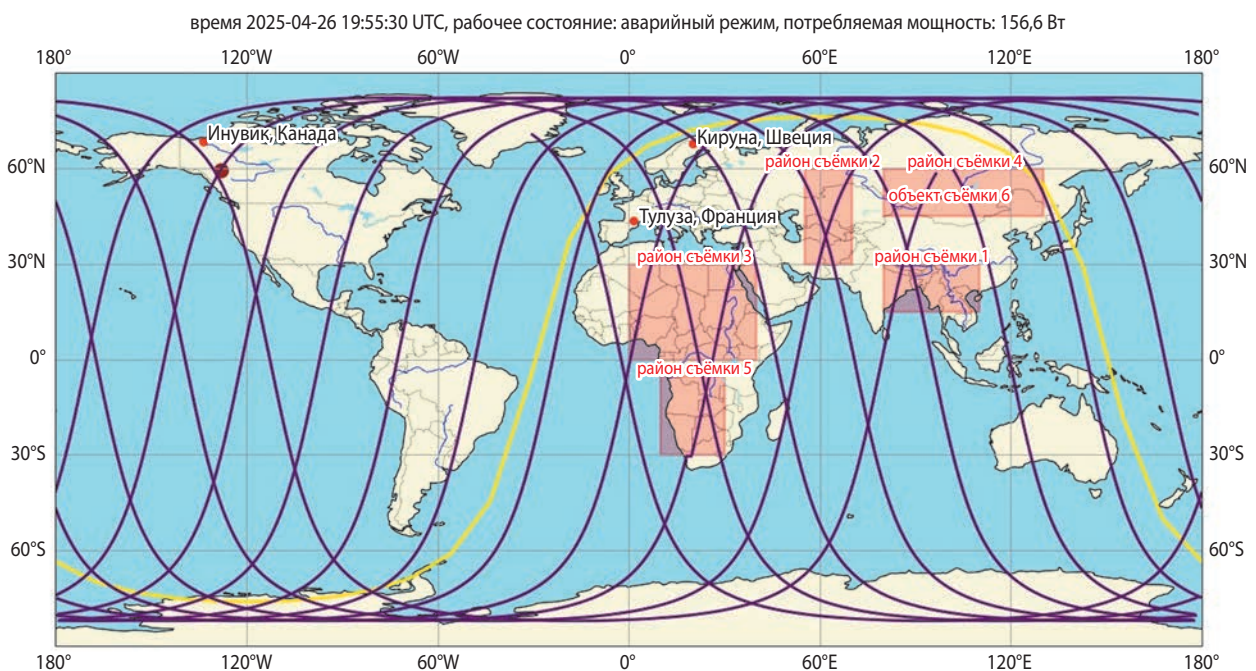 время 2025-04-26 19:55:30 UTC, рабочее состояние: аварийный режим, потребляемая мощность: 156,6 Вт
180° 120°W 60°W 0° 60°E 120°E 180°
Инувик, Канада
Кируна, Швеция
60°N 60°N
район съёмки 2 район съёмки 4
объект съёмки 6
Тулуза, Франция
30°N 30°N
район съёмки 3 район съёмки 1
0° 0°
район съёмки 5
30°S 30°S
60°S 60°S
180° 120°W 60°W 0° 60°E 120°E 180°